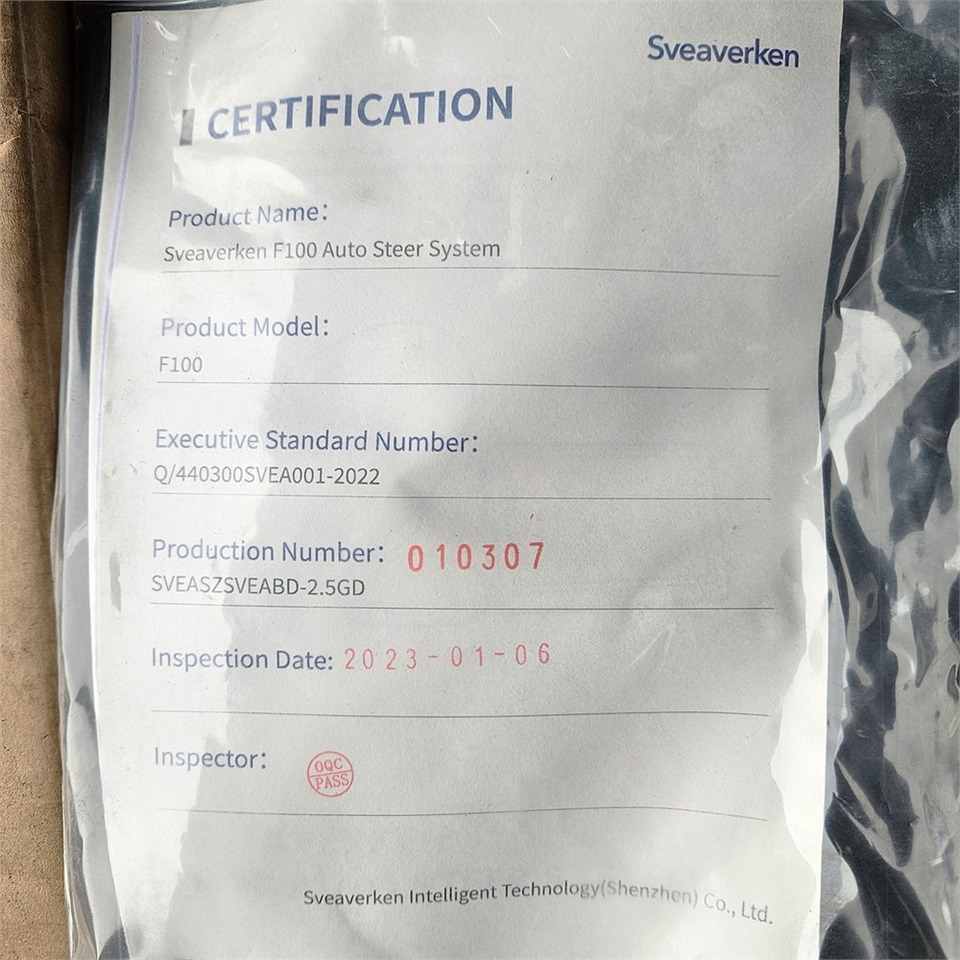 Sveaverken
CERTIFICATION
Product Name:
Sveaverken F100 Auto Steer System
Product Model:
F100
Executive Standard Number:
Q/440300SVEA001-2022
Production Number: 010307
SVEASZSVEABD-2.5GD
Inspection Date: 2023-01-06
Inspector:
OQC
PASS
Sveaverken Intelligent Technology(Shenzhen) Co., Ltd.